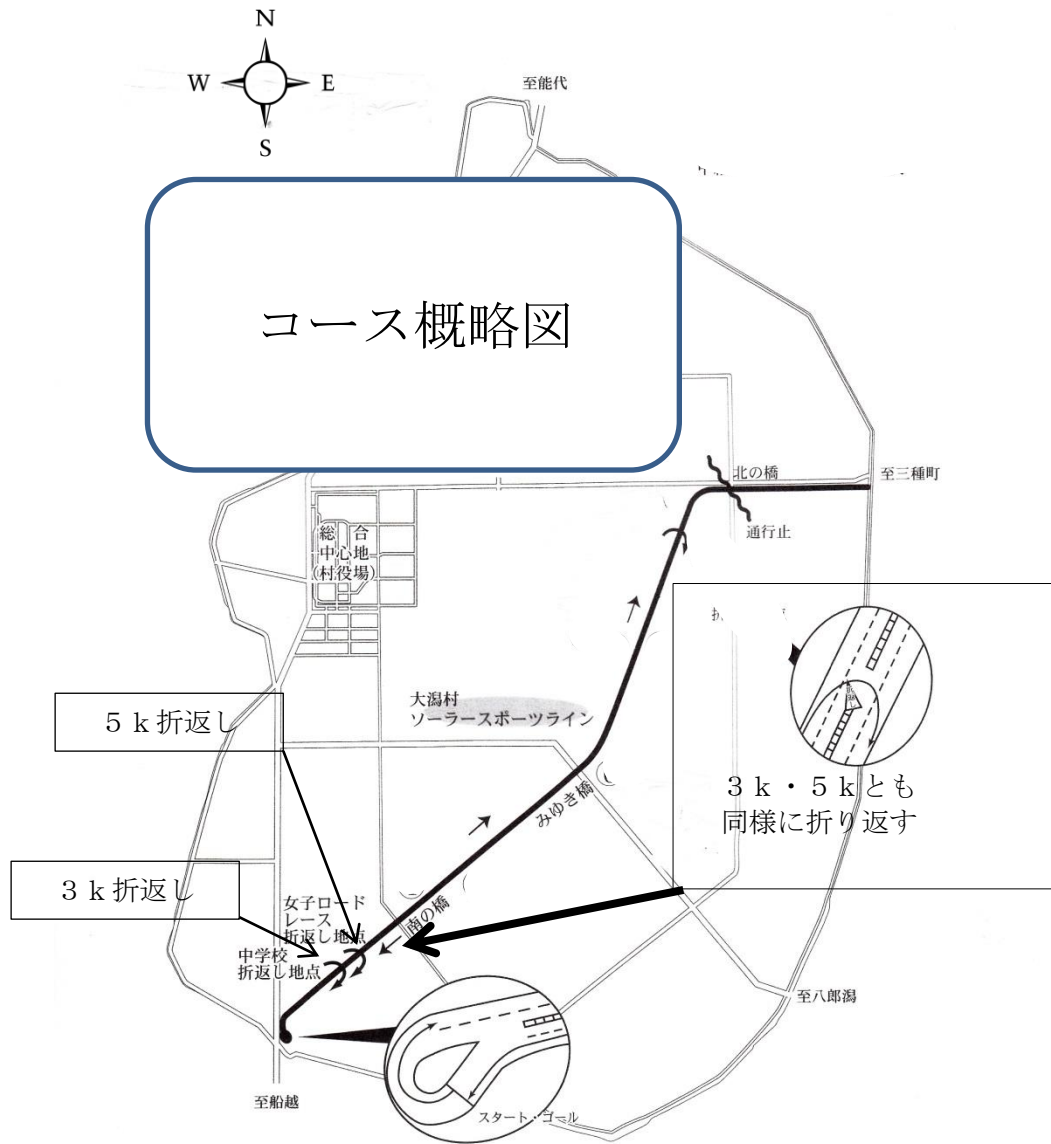 N
W
E
S
至能代
コース概略図
北の橋
至三種町
通行止
総合
中心地
(村役場)
大潟村
ソーラースポーツライン
みゆき橋
５ｋ折返し
３ｋ・５ｋとも
同様に折り返す
３ｋ折返し
女子ロード
レース
折返し地点
南の橋
中学校
折返し地点
至八郎潟
至船越
スタート・ゴール